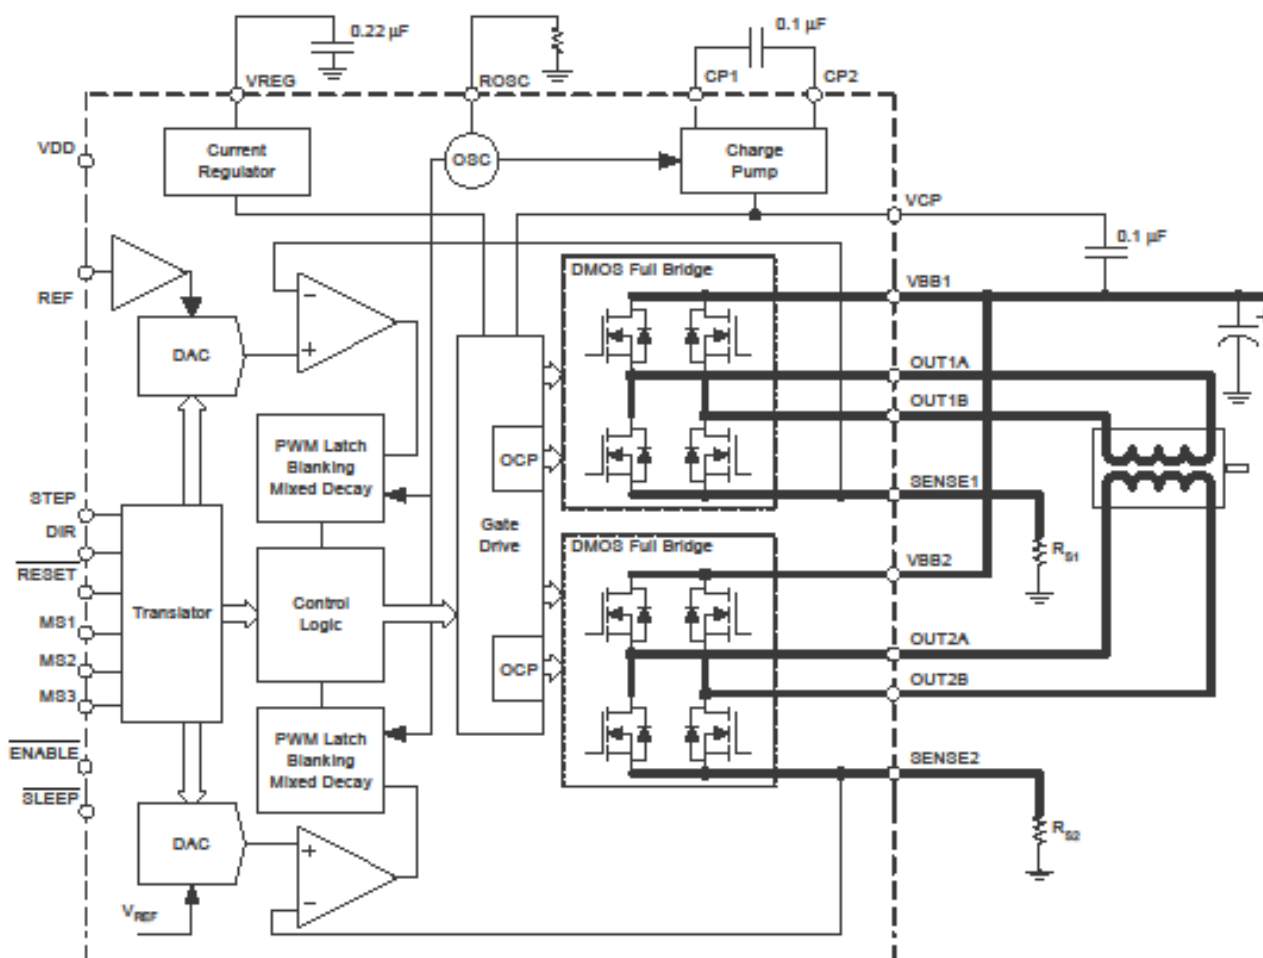 0.22 µF
0.1 µF
VREG
ROSC
CP1
CP2
VDD
Current
Regulator
OSC
Charge
Pump
VCP
0.1 µF
REF
DMOS Full Bridge
VBB1
DAC
−
+
OUT1A
OUT1B
PWM Latch
Blanking
Mixed Decay
OCP
SENSE1
STEP
DIR
RESET
MS1
MS2
MS3
ENABLE
SLEEP
Translator
Control
Logic
Gate
Drive
DMOS Full Bridge
RS1
VBB2
OUT2A
OCP
OUT2B
PWM Latch
Blanking
Mixed Decay
SENSE2
DAC
+
−
RS2
VREF